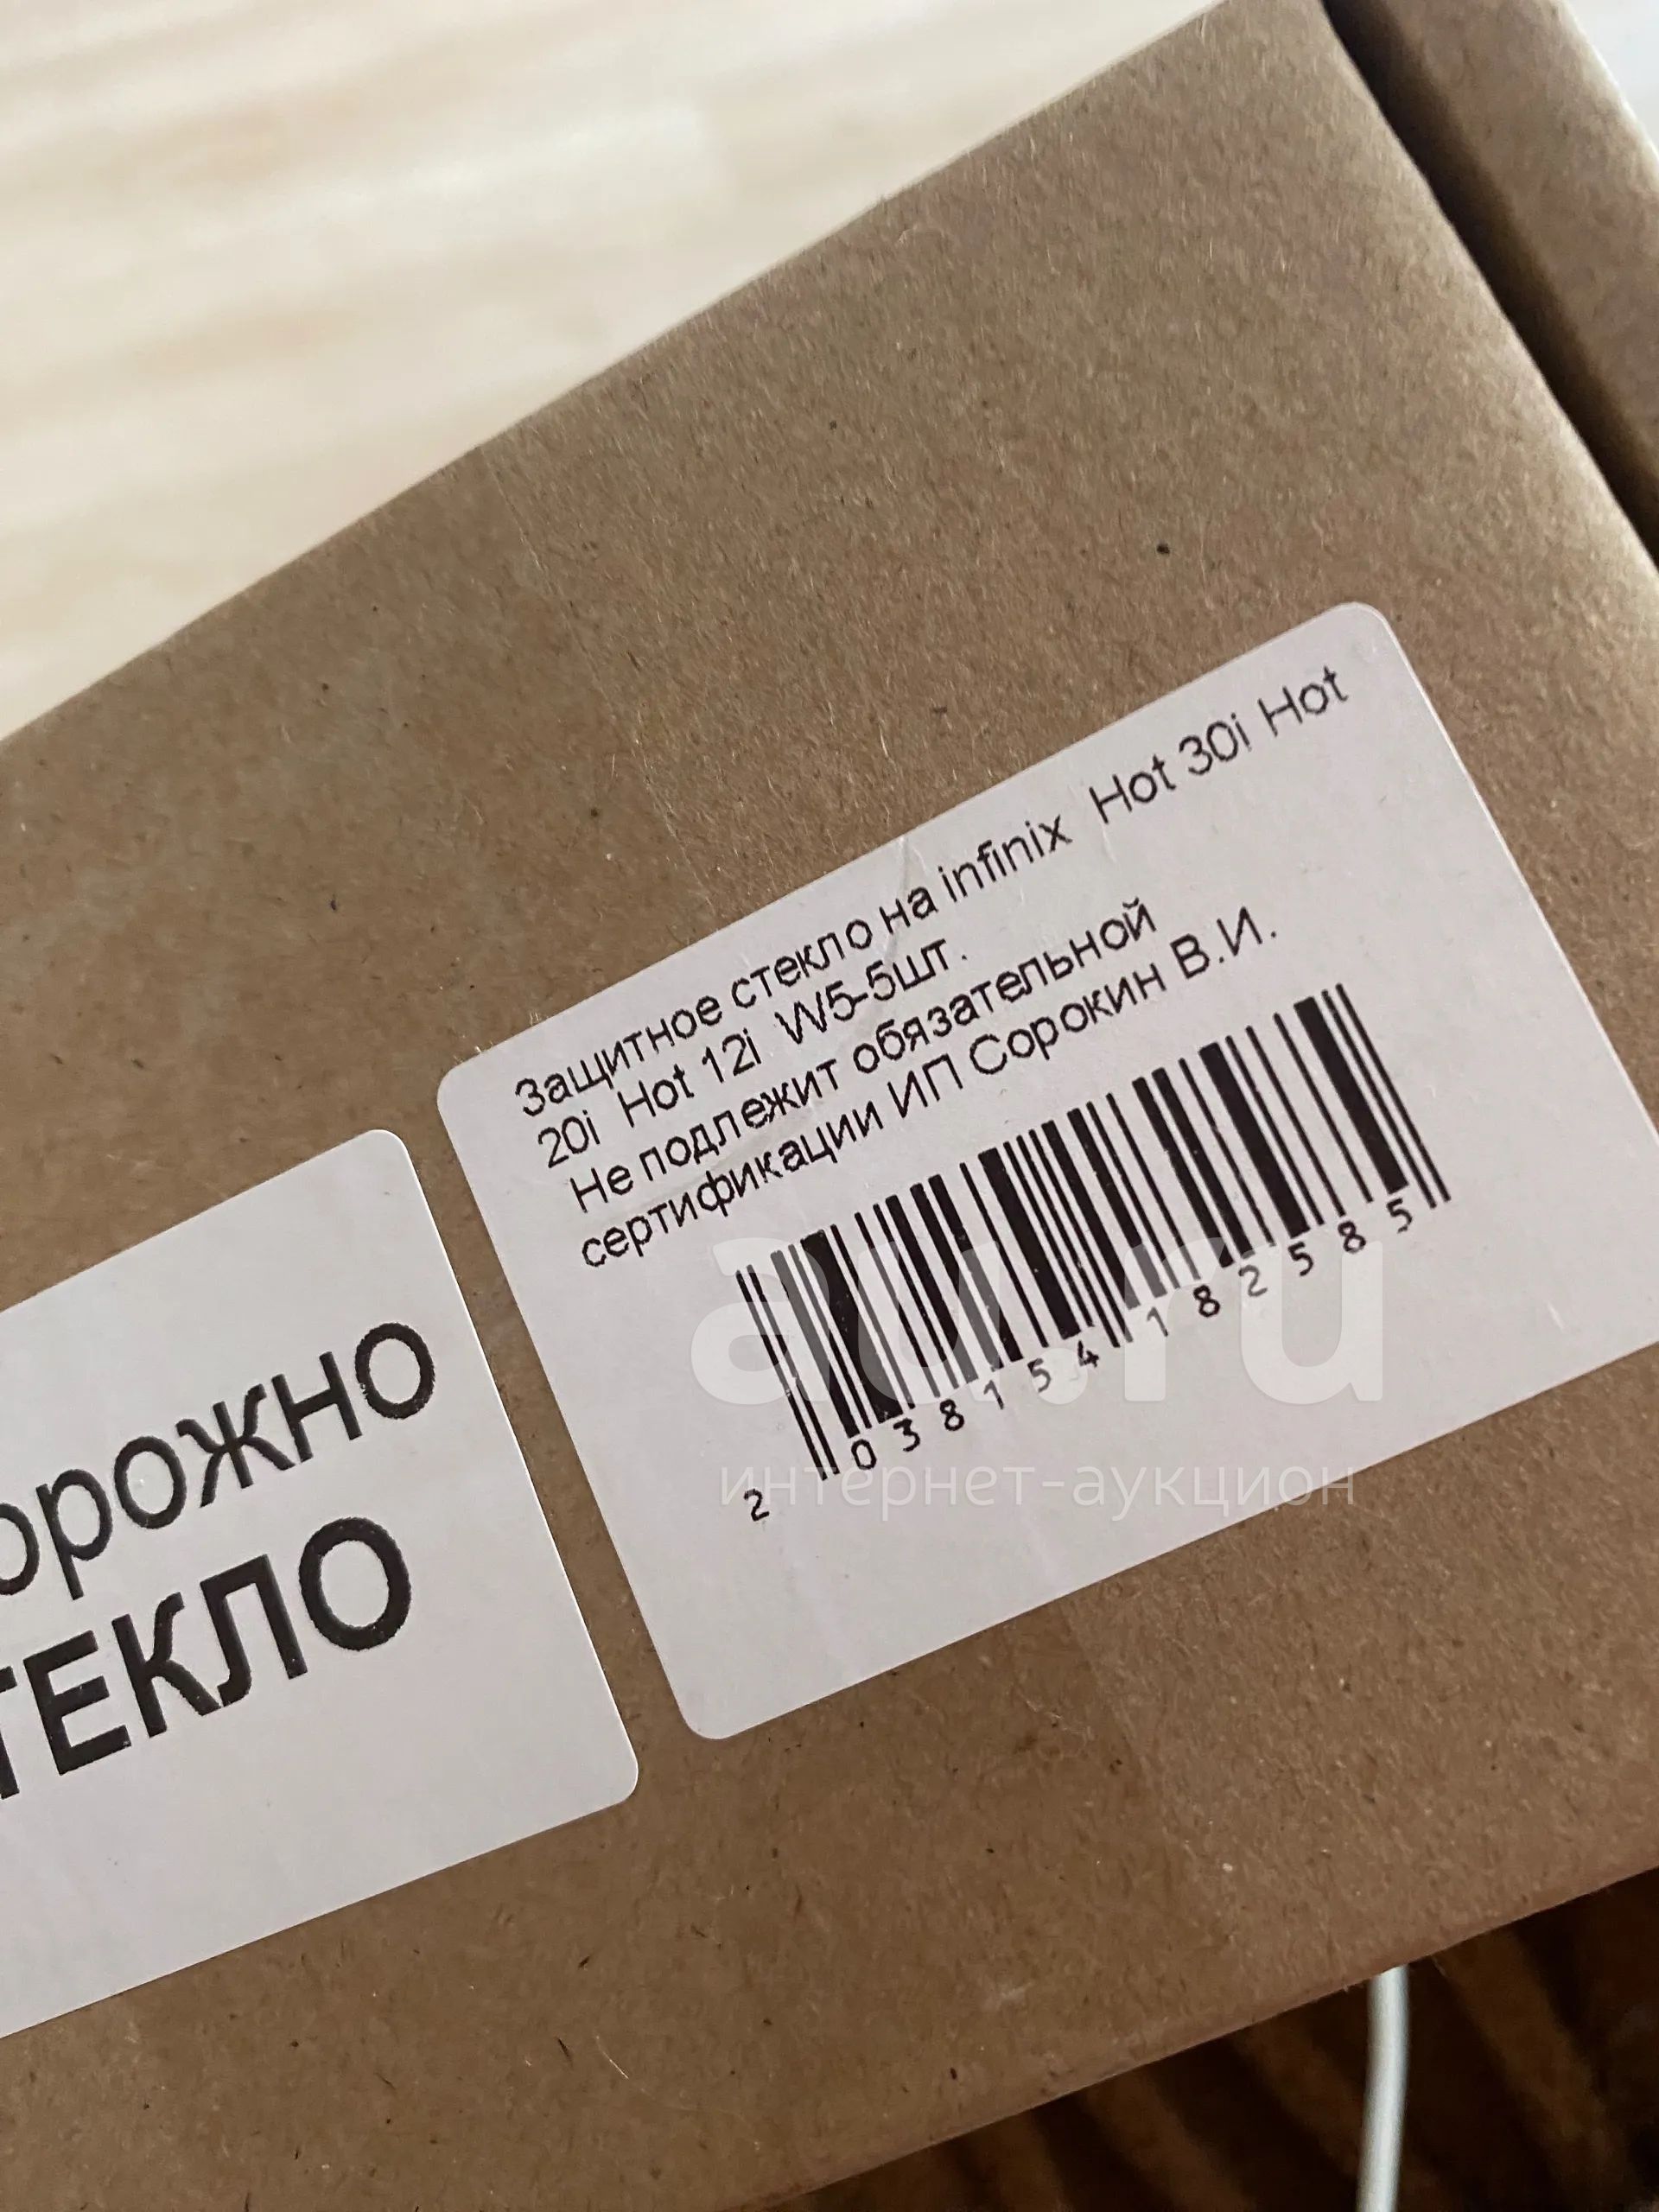 Защитное стекло на infinix Hot 30i Hot
20i Hot 12i W5-5шт.
Не подлежит обязательной
сертификации ИП Сорокин В.И.
2 038154 182585
орожно
ТЕКЛО
au.ru
интернет-аукцион